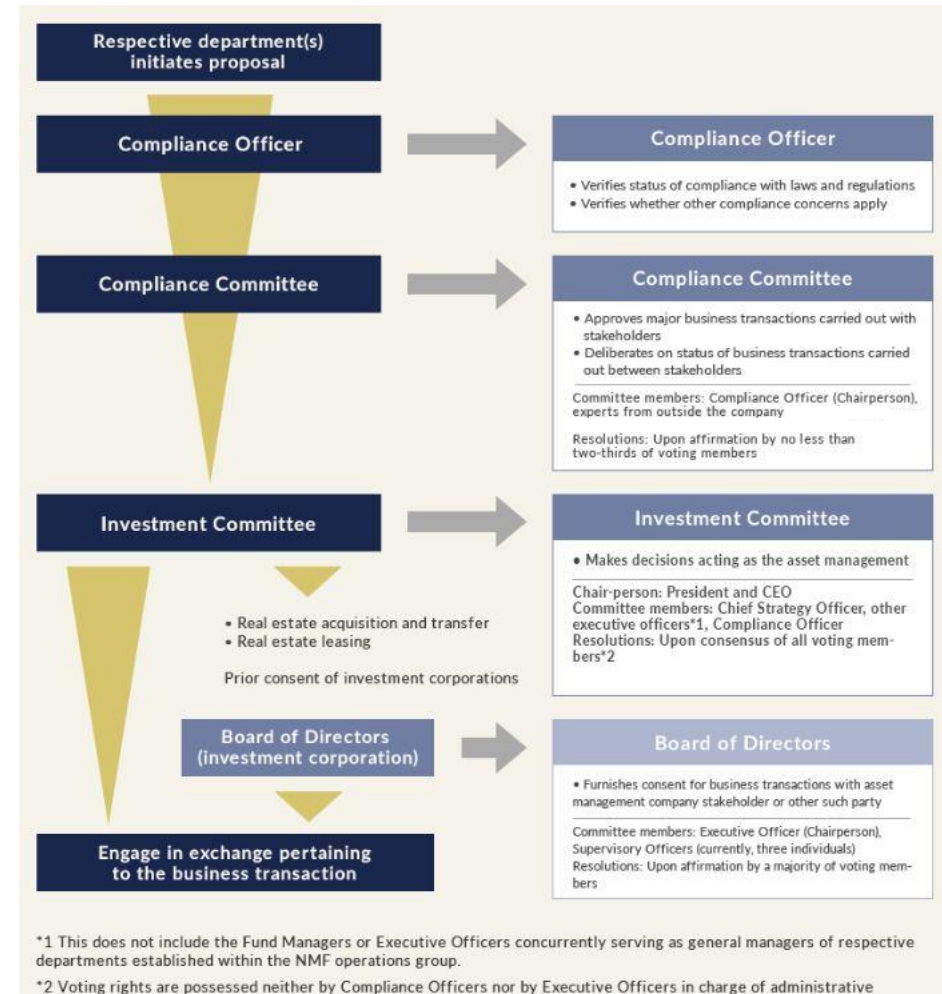 Respective department(s)
initiates proposal
Compliance Officer
Compliance Officer
• Verifies status of compliance with laws and regulations
• Verifies whether other compliance concerns apply
Compliance Committee
Compliance Committee
• Approves major business transactions carried out with
stakeholders
• Deliberates on status of business transactions carried
out between stakeholders
Committee members: Compliance Officer (Chairperson),
experts from outside the company
Resolutions: Upon affirmation by no less than
two-thirds of voting members
Investment Committee
Investment Committee
• Makes decisions acting as the asset management
Chair-person: President and CEO
Committee members: Chief Strategy Officer, other
executive officers*1, Compliance Officer
Resolutions: Upon consensus of all voting mem-
bers*2
• Real estate acquisition and transfer
• Real estate leasing
Prior consent of investment corporations
Board of Directors
(investment corporation)
Board of Directors
• Furnishes consent for business transactions with asset
management company stakeholder or other such party
Committee members: Executive Officer (Chairperson),
Supervisory Officers (currently, three individuals)
Resolutions: Upon affirmation by a majority of voting mem-
bers
Engage in exchange pertaining
to the business transaction
*1 This does not include the Fund Managers or Executive Officers concurrently serving as general managers of respective
departments established within the NMF operations group.
*2 Voting rights are possessed neither by Compliance Officers nor by Executive Officers in charge of administrative